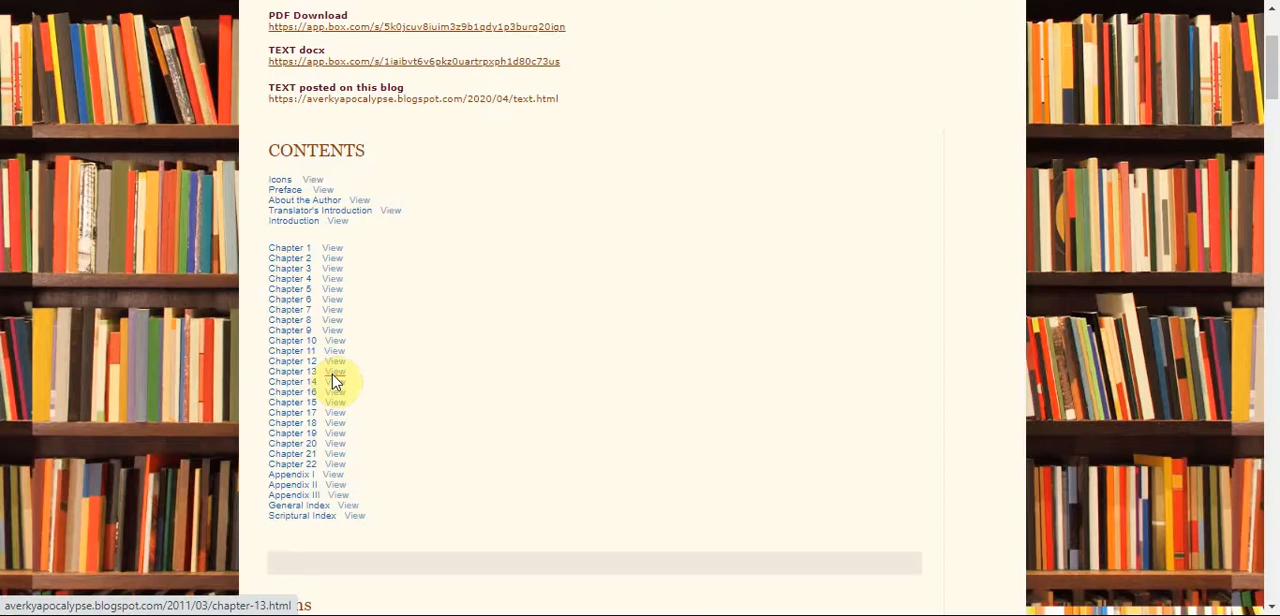 PDF Download
https://app.box.com/s/5k0jcuv8iuim3z9b1qdy1p3burq20ign
TEXT docx
https://app.box.com/s/1iaibvt6v6pkz0uartrpxph1d80c73us
TEXT posted on this blog
https://averkyapocalypse.blogspot.com/2020/04/text.html
CONTENTS
Icons View
Preface View
About the Author View
Translator's Introduction View
Introduction View
Chapter 1 View
Chapter 2 View
Chapter 3 View
Chapter 4 View
Chapter 5 View
Chapter 6 View
Chapter 7 View
Chapter 8 View
Chapter 9 View
Chapter 10 View
Chapter 11 View
Chapter 12 View
Chapter 13 View
Chapter 14
Chapter 16 View
Chapter 15 View
Chapter 17 View
Chapter 18 View
Chapter 19 View
Chapter 20 View
Chapter 21 View
Chapter 22 View
Appendix I View
Appendix II View
Appendix III View
General Index View
Scriptural Index View
averkyapocalypse.blogspot.com/2011/03/chapter-13.html